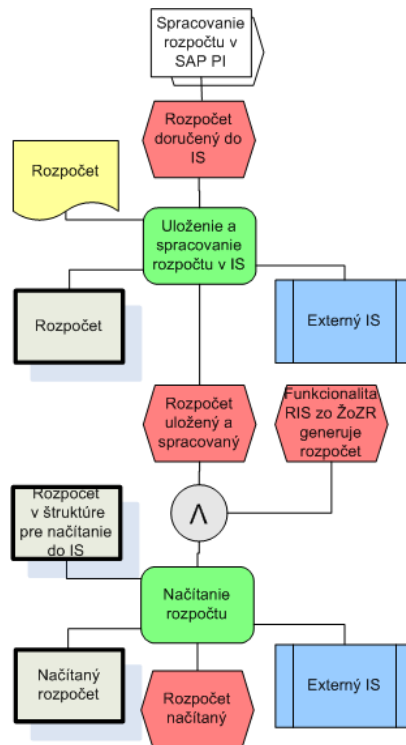 Spracovanie
rozpočtu v
SAP PI
Rozpočet
doručený do
IS
Rozpočet
Uloženie a
spracovanie
rozpočtu v IS
Rozpočet
Externý IS
Rozpočet
uložený a
spracovaný
Funkcionalita
RIS zo ŽoZR
generuje
rozpočet
Λ
Rozpočet
v štruktúre
pre načítanie
do IS
Načítanie
rozpočtu
Načítaný
rozpočet
Rozpočet
načítaný
Externý IS